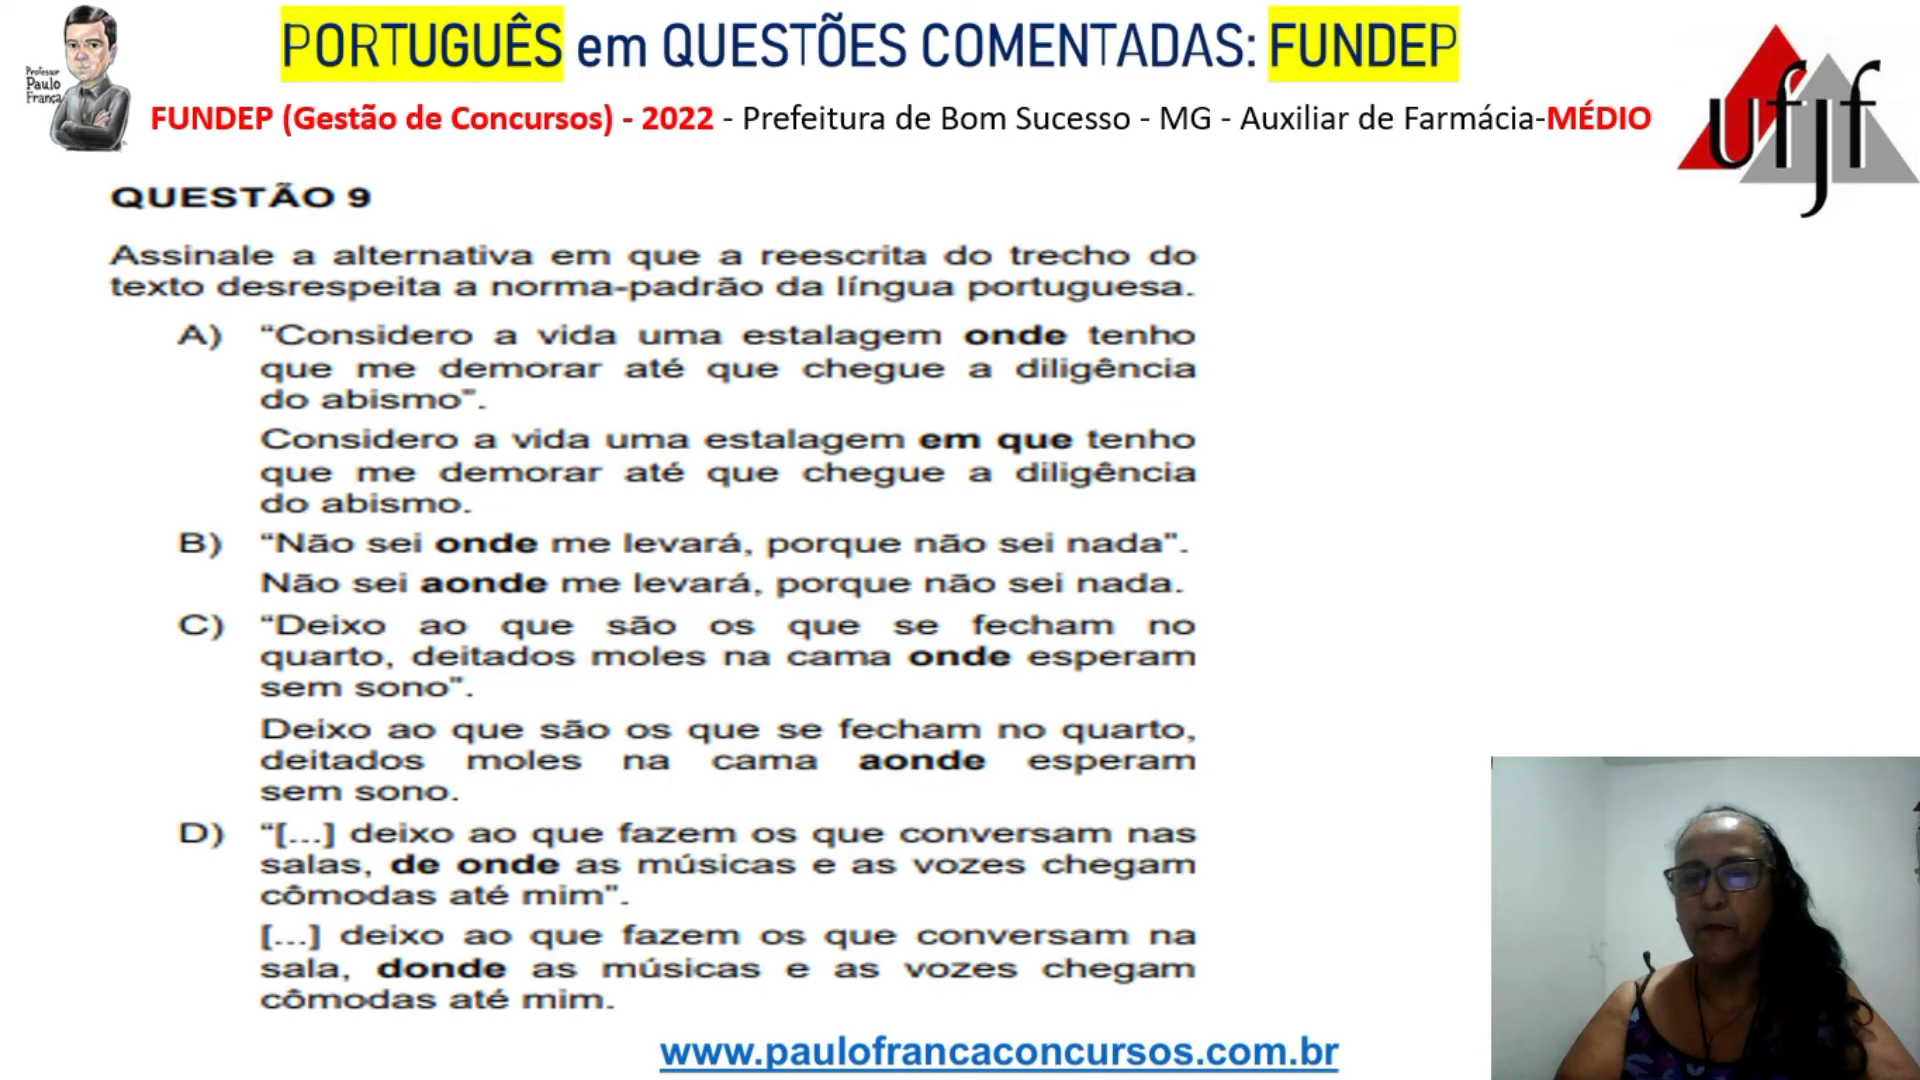 PORTUGUÊS em QUESTÕES COMENTADAS: FUNDEP
Professor
Paulo
França
FUNDEP (Gestão de Concursos) - 2022 - Prefeitura de Bom Sucesso - MG - Auxiliar de Farmácia-MÉDIO
ufjf
QUESTÃO 9
Assinale a alternativa em que a reescrita do trecho do
texto desrespeita a norma-padrão da língua portuguesa.
A) “Considero a vida uma estalagem onde tenho
que me demorar até que chegue a diligência
do abismo”.
Considero a vida uma estalagem em que tenho
que me demorar até que chegue a diligência
do abismo.
B) “Não sei onde me levará, porque não sei nada”.
Não sei aonde me levará, porque não sei nada.
C) “Deixo ao que são os que se fecham no
quarto, deitados moles na cama onde esperam
sem sono”.
Deixo ao que são os que se fecham no quarto,
deitados moles na cama aonde esperam
sem sono.
D) “[...] deixo ao que fazem os que conversam nas
salas, de onde as músicas e as vozes chegam
cômodas até mim”.
[...] deixo ao que fazem os que conversam na
sala, donde as músicas e as vozes chegam
cômodas até mim.
www.paulofrancaconcursos.com.br